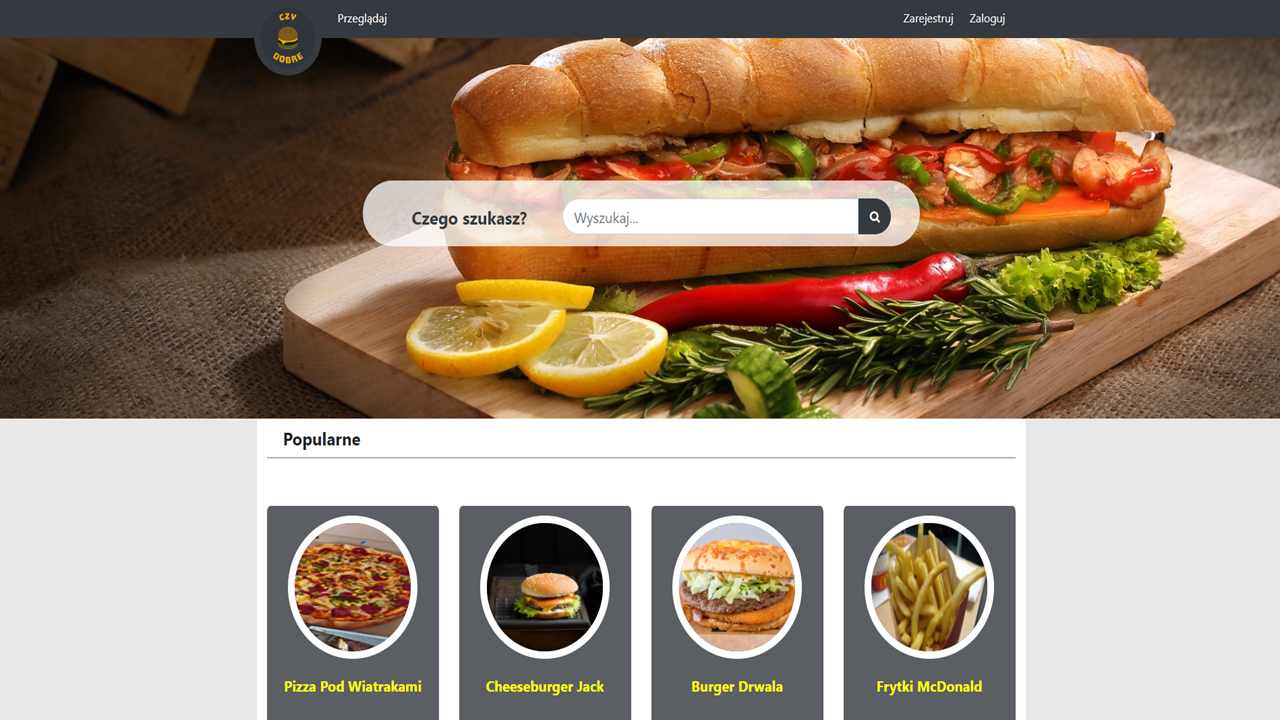 CZY
DOBRE
Przeglądaj
Zarejestruj
Zaloguj
Czego szukasz?
Wyszukaj...
Popularne
Pizza Pod Wiatrakami
Cheeseburger Jack
Burger Drwala
Frytki McDonald